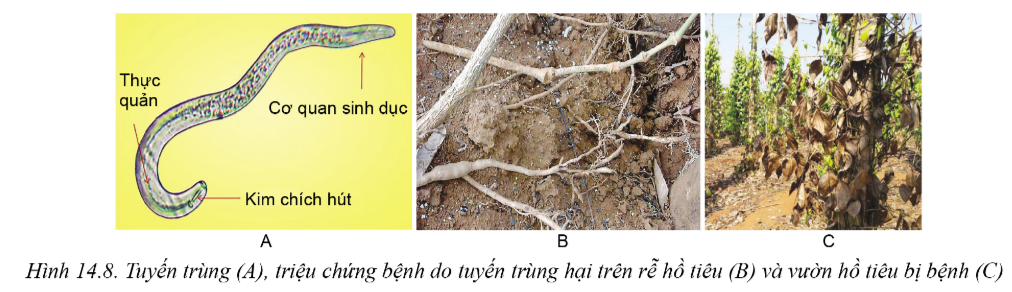 Thực
quản
Cơ quan sinh dục
Kim chích hút
A
B
C
Hình 14.8. Tuyến trùng (A), triệu chứng bệnh do tuyến trùng hại trên rễ hồ tiêu (B) và vườn hồ tiêu bị bệnh (C)